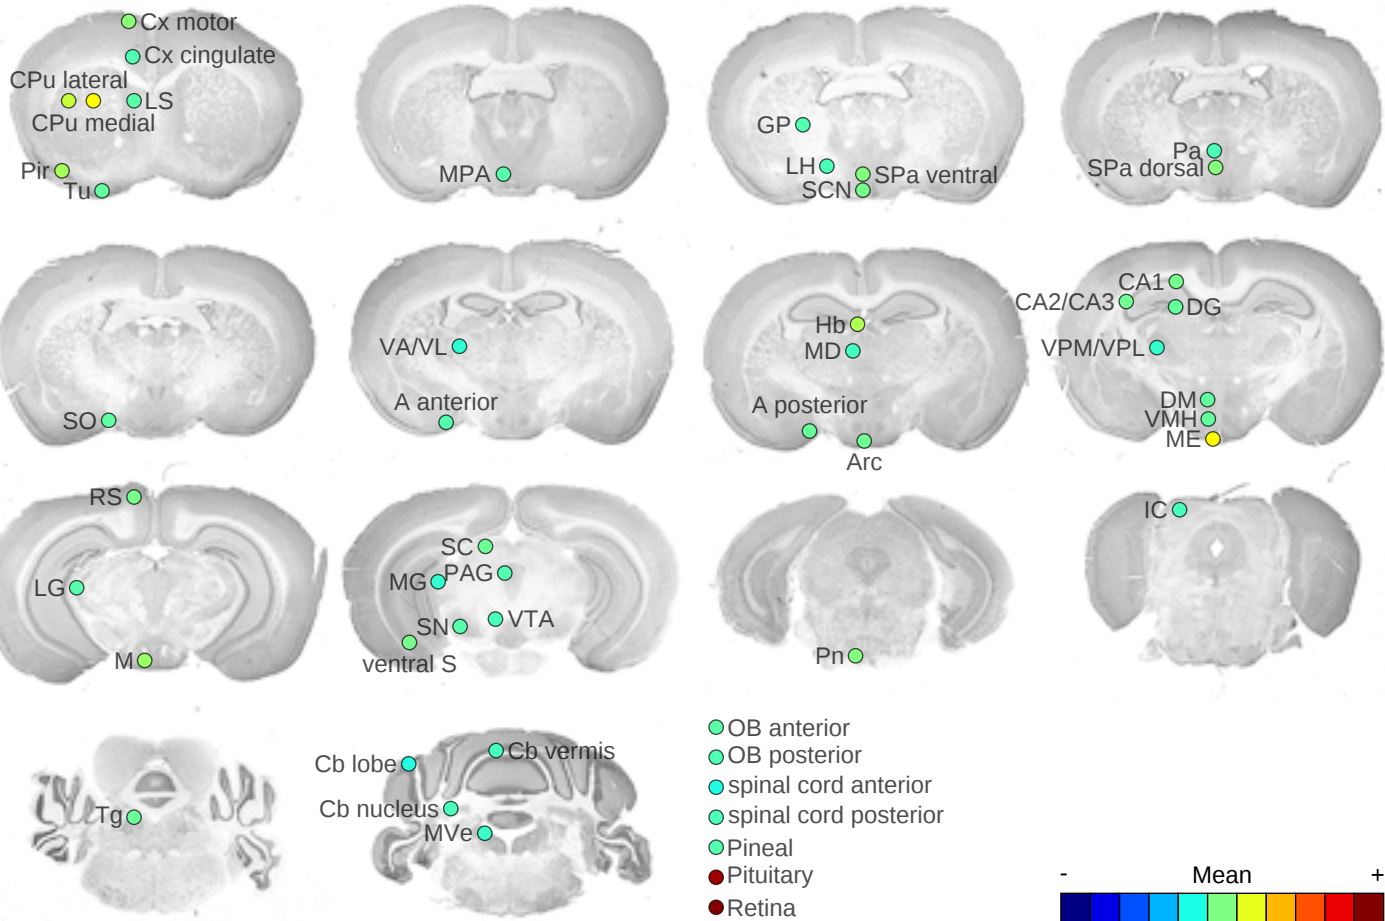 Cx motor
Cx cingulate
CPu lateral
LS
CPu medial
Pir
Tu
MPA
GP
LH
SPa ventral
SCN
Pa
SPa dorsal
SO
VA/VL
A anterior
Hb
MD
A posterior
Arc
CA1
CA2/CA3
DG
VPM/VPL
DM
VMH
ME
RS
LG
M
SC
PAG
MG
VTA
SN
ventral S
Pn
IC
Tg
Cb vermis
Cb lobe
Cb nucleus
MVe
OB anterior
OB posterior
spinal cord anterior
spinal cord posterior
Pineal
Pituitary
Retina
- Mean +